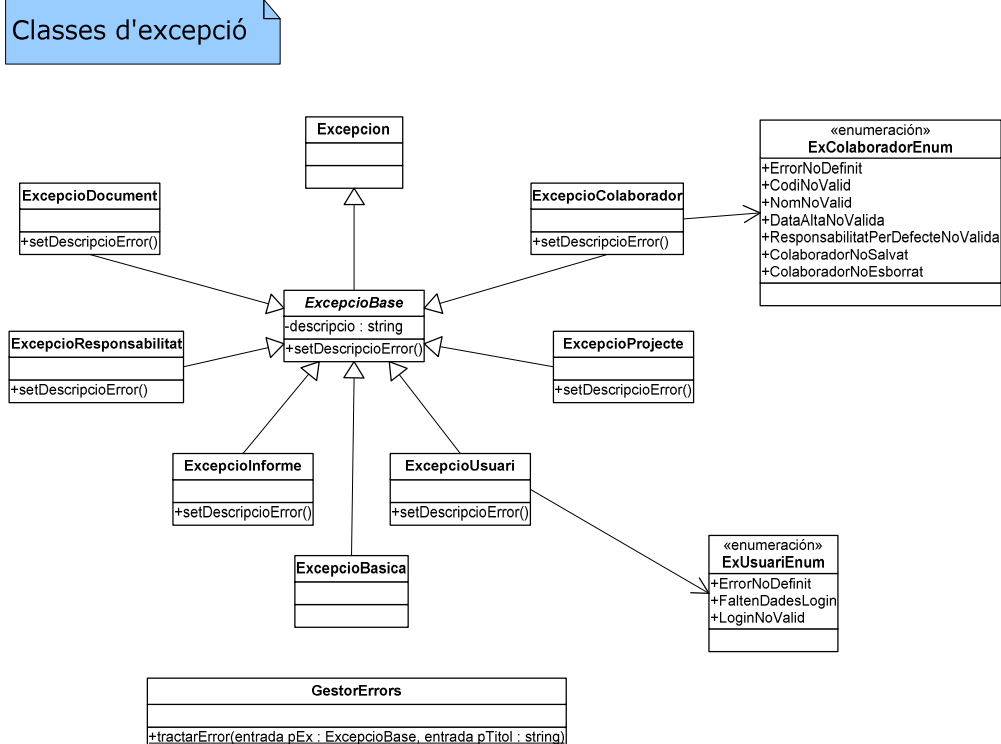 Classes d'excepció
Excepcion
«enumeración»
ExColaboradorEnum
+ErrorNoDefinit
+CodiNoValid
+NomNoValid
+DataAltaNoValida
+ResponsabilitatPerDefecteNoValida
+ColaboradorNoSalvat
+ColaboradorNoEsborrat
ExcepcioDocument
+setDescripcioError()
ExcepcioColaborador
+setDescripcioError()
ExcepcioBase
-descripcio : string
+setDescripcioError()
ExcepcioResponsabilitat
+setDescripcioError()
ExcepcioProjecte
+setDescripcioError()
ExcepcioInforme
+setDescripcioError()
ExcepcioUsuari
+setDescripcioError()
ExcepcioBasica
«enumeración»
ExUsuariEnum
+ErrorNoDefinit
+FaltenDadesLogin
+LoginNoValid
GestorErrors
+tractarError(entrada pEx : ExcepcioBase, entrada pTitol : string)